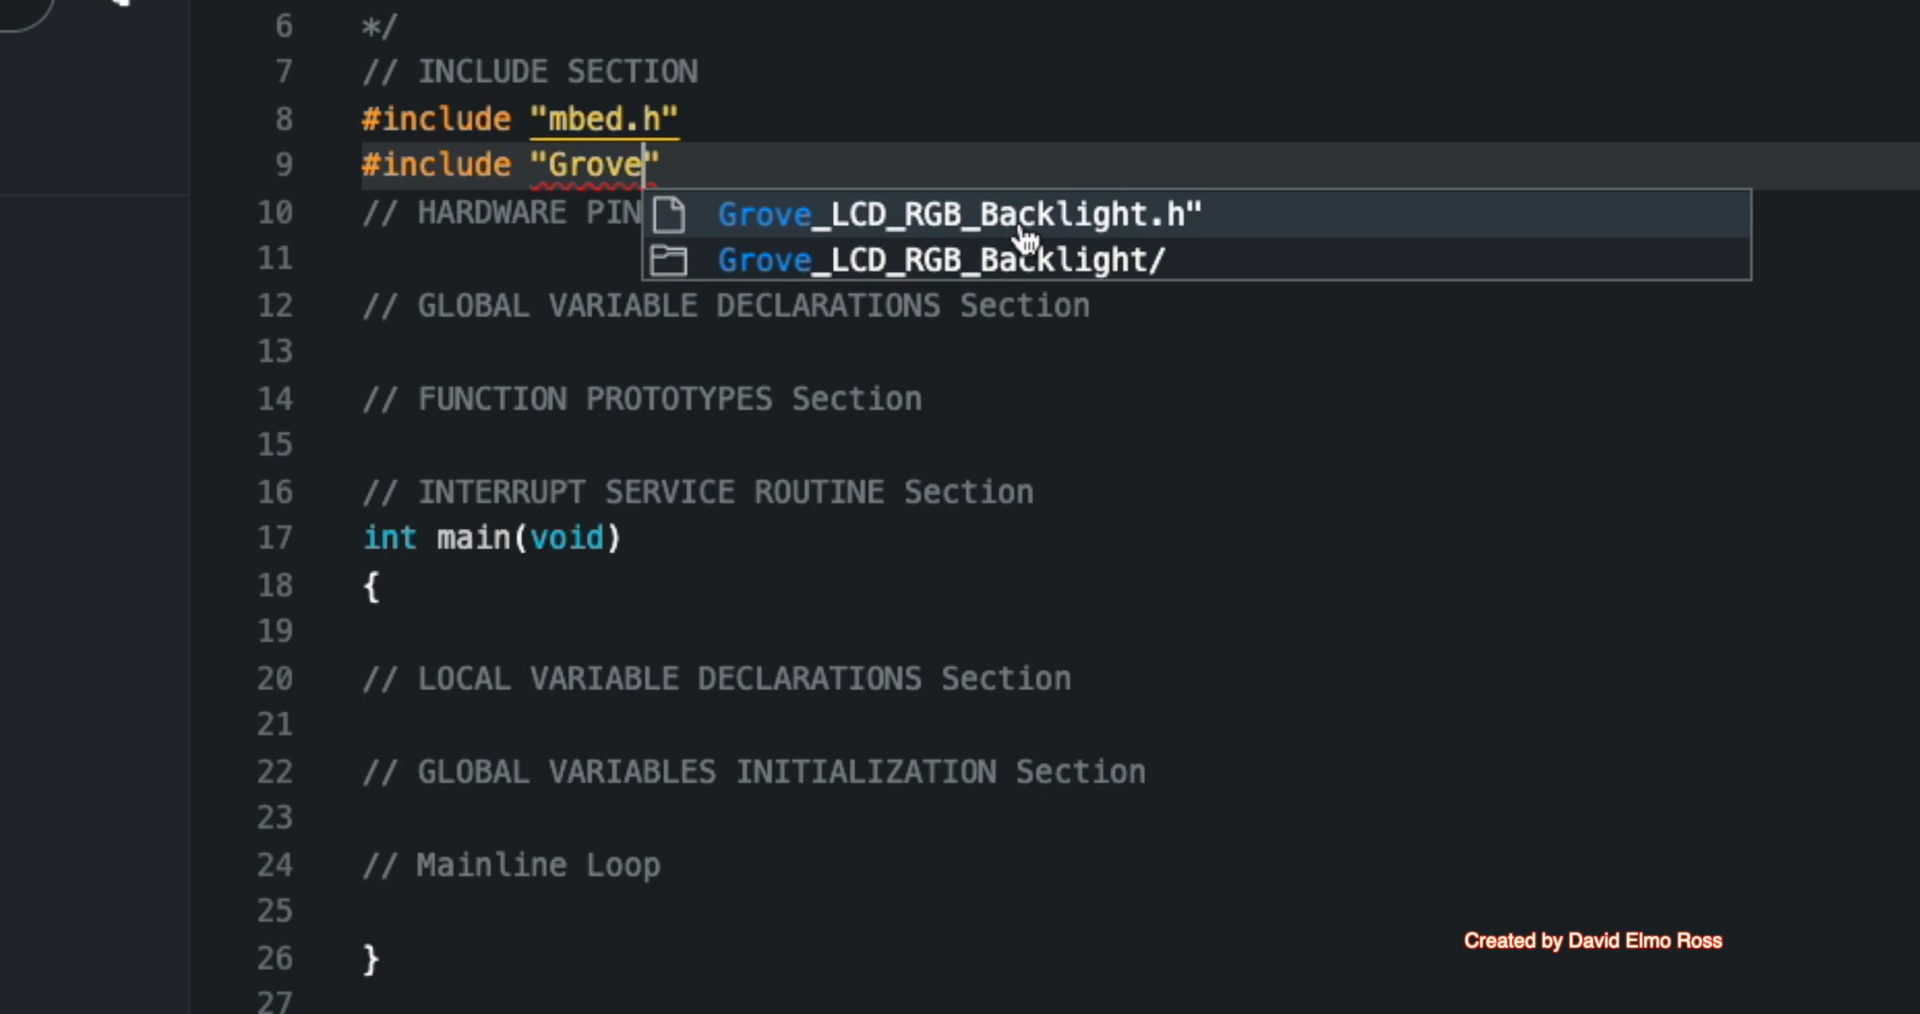 6 */
7 // INCLUDE SECTION
8 #include "mbed.h"
9 #include "Grove"
10 // HARDWARE PIN
Grove_LCD_RGB_Backlight.h"
11
Grove_LCD_RGB_Backlight/
12 // GLOBAL VARIABLE DECLARATIONS Section
13
14 // FUNCTION PROTOTYPES Section
15
16 // INTERRUPT SERVICE ROUTINE Section
17 int main(void)
18 {
19
20 // LOCAL VARIABLE DECLARATIONS Section
21
22 // GLOBAL VARIABLES INITIALIZATION Section
23
24 // Mainline Loop
25
26 }
27
Created by David Elmo Ross